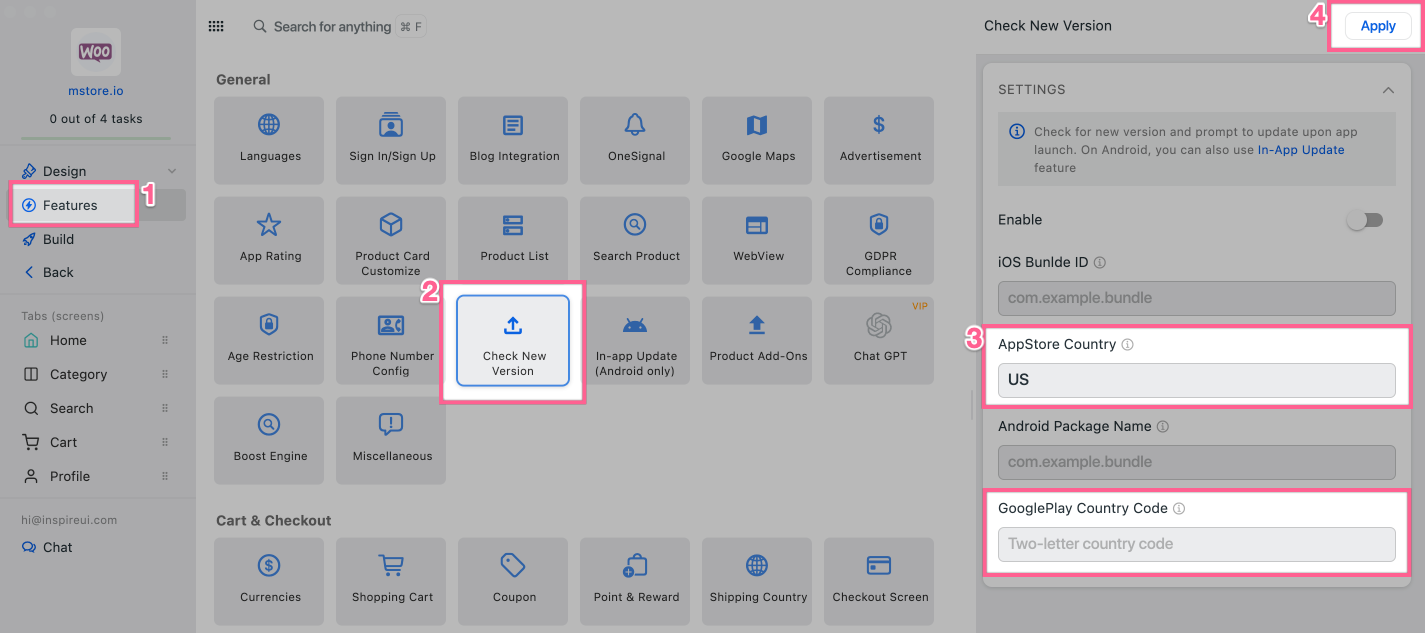 WOO
mstore.io
0 out of 4 tasks
Design
Features
1
Build
Back
Tabs (screens)
Home
Category
Search
Cart
Profile
hi@inspireui.com
Chat
Search for anything ⌘ F
General
Languages
Sign In/Sign Up
Blog Integration
OneSignal
Google Maps
Advertisement
App Rating
Product Card
Customize
Product List
Search Product
WebView
GDPR
Compliance
2
Age Restriction
Phone Number
Config
Check New
Version
In-app Update
(Android only)
Product Add-Ons
VIP
Chat GPT
Boost Engine
Miscellaneous
Cart & Checkout
Currencies
Shopping Cart
Coupon
Point & Reward
Shipping Country
Checkout Screen
Check New Version
4
Apply
SETTINGS
Check for new version and prompt to update upon app
launch. On Android, you can also use In-App Update
feature
Enable
iOS Bunlde ID
com.example.bundle
3
AppStore Country
US
Android Package Name
com.example.bundle
GooglePlay Country Code
Two-letter country code